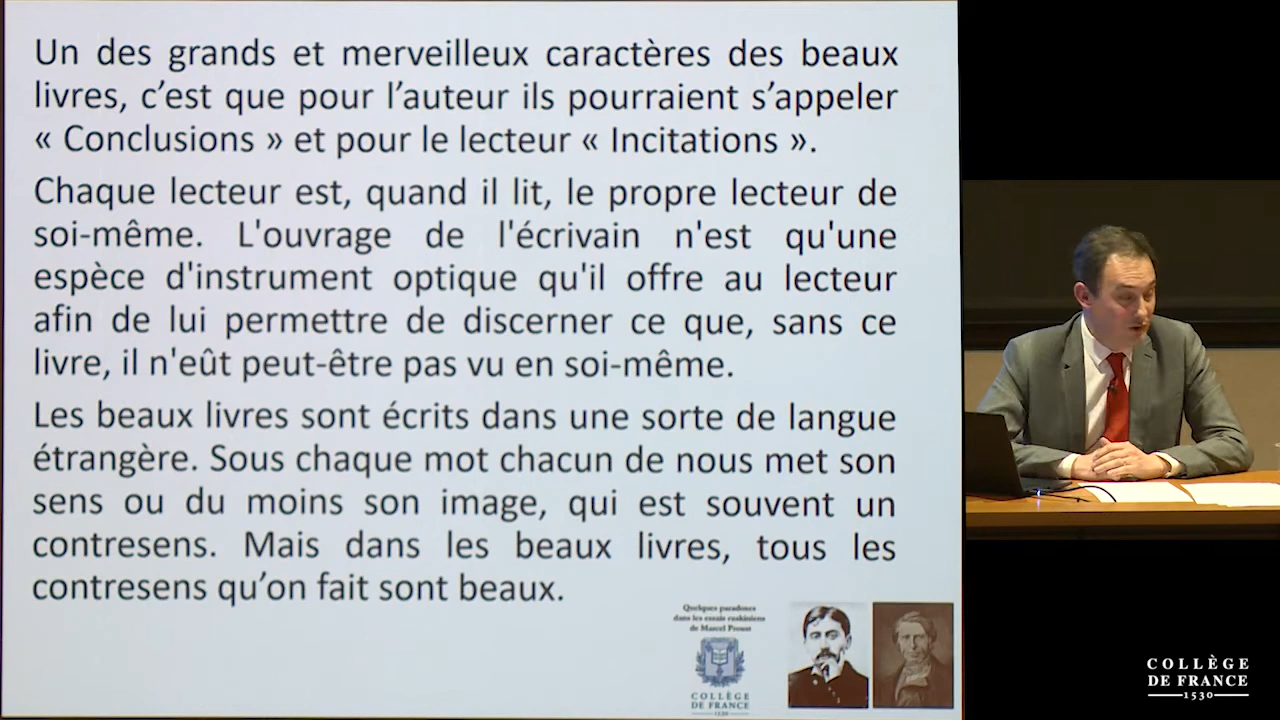 Un des grands et merveilleux caractères des beaux
livres, c’est que pour l’auteur ils pourraient s’appeler
« Conclusions » et pour le lecteur « Incitations ».
Chaque lecteur est, quand il lit, le propre lecteur de
soi-même. L'ouvrage de l'écrivain n'est qu'une
espèce d'instrument optique qu'il offre au lecteur
afin de lui permettre de discerner ce que, sans ce
livre, il n'eût peut-être pas vu en soi-même.
Les beaux livres sont écrits dans une sorte de langue
étrangère. Sous chaque mot chacun de nous met son
sens ou du moins son image, qui est souvent un
contresens. Mais dans les beaux livres, tous les
contresens qu’on fait sont beaux.
Quelques paradoxes
dans les essais ruskiniens
de Marcel Proust
COLLÈGE
DE FRANCE
1530
COLLÈGE
DE FRANCE
1530